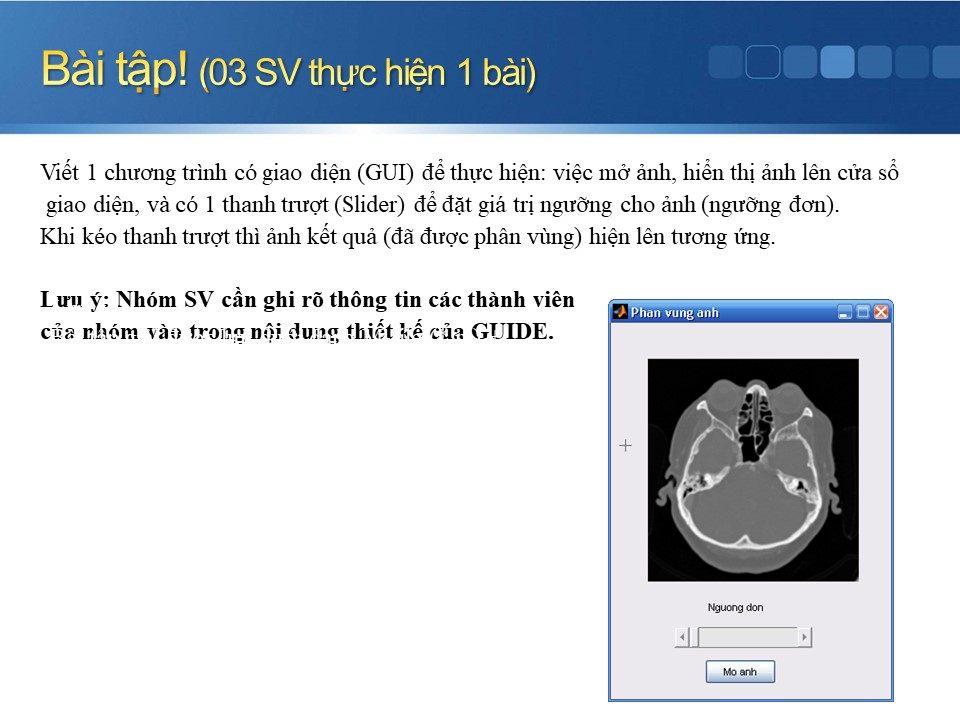 Bài tập! (03 SV thực hiện 1 bài)
Viết 1 chương trình có giao diện (GUI) để thực hiện: việc mở ảnh, hiển thị ảnh lên cửa sổ
giao diện, và có 1 thanh trượt (Slider) để đặt giá trị ngưỡng cho ảnh (ngưỡng đơn).
Khi kéo thanh trượt thì ảnh kết quả (đã được phân vùng) hiện lên tương ứng.
Lưu ý: Nhóm SV cần ghi rõ thông tin các thành viên
của nhóm vào trong nội dung thiết kế của GUIDE.
Phan vung anh
Nguong don
Mo anh